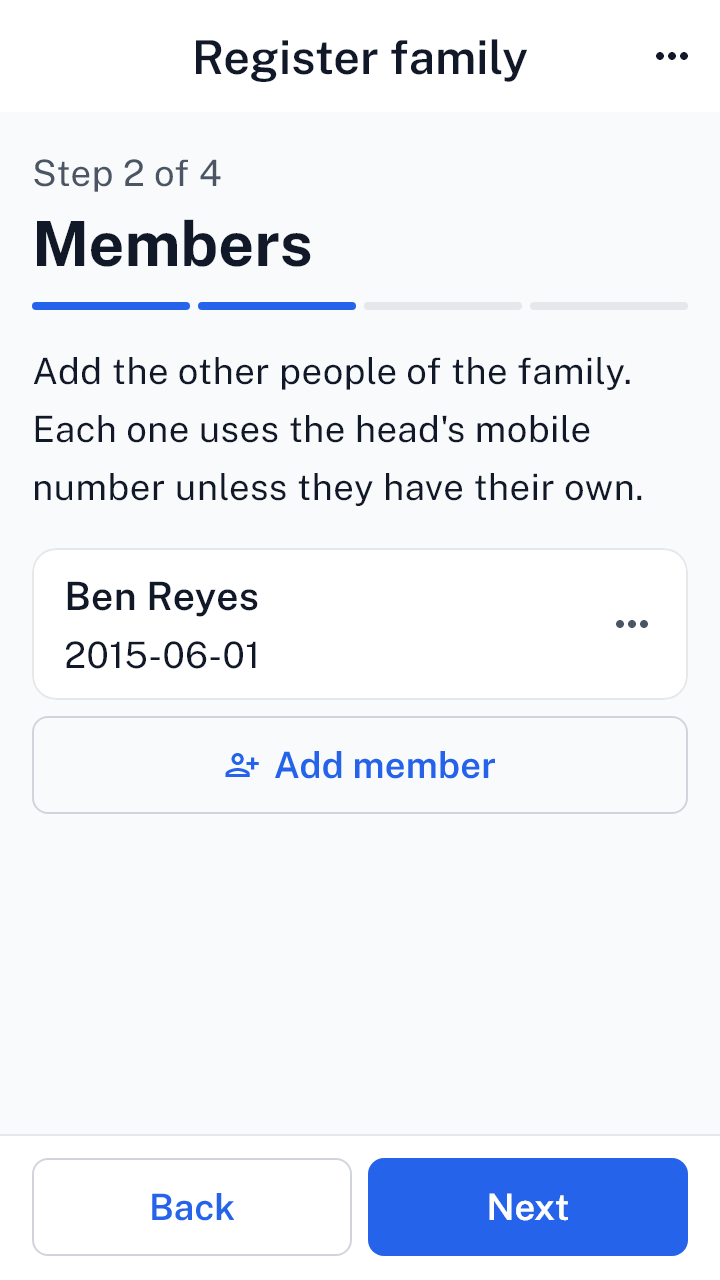 Register family
Step 2 of 4
Members
Add the other people of the family.
Each one uses the head's mobile
number unless they have their own.
Ben Reyes
2015-06-01
Add member
Back
Next